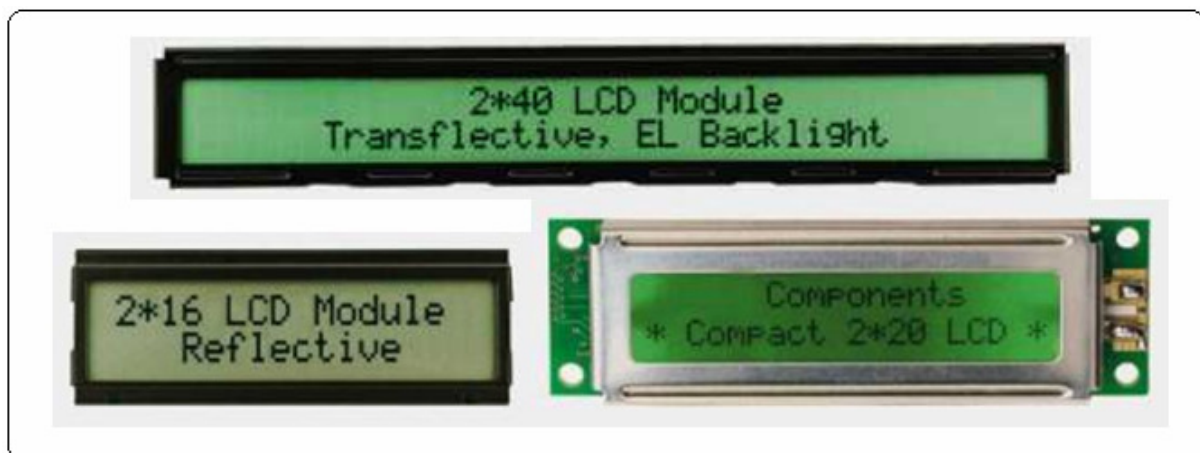 2*40 LCD Module
Transflective, EL Backlight
2*16 LCD Module
Reflective
Components
* Compact 2*20 LCD *